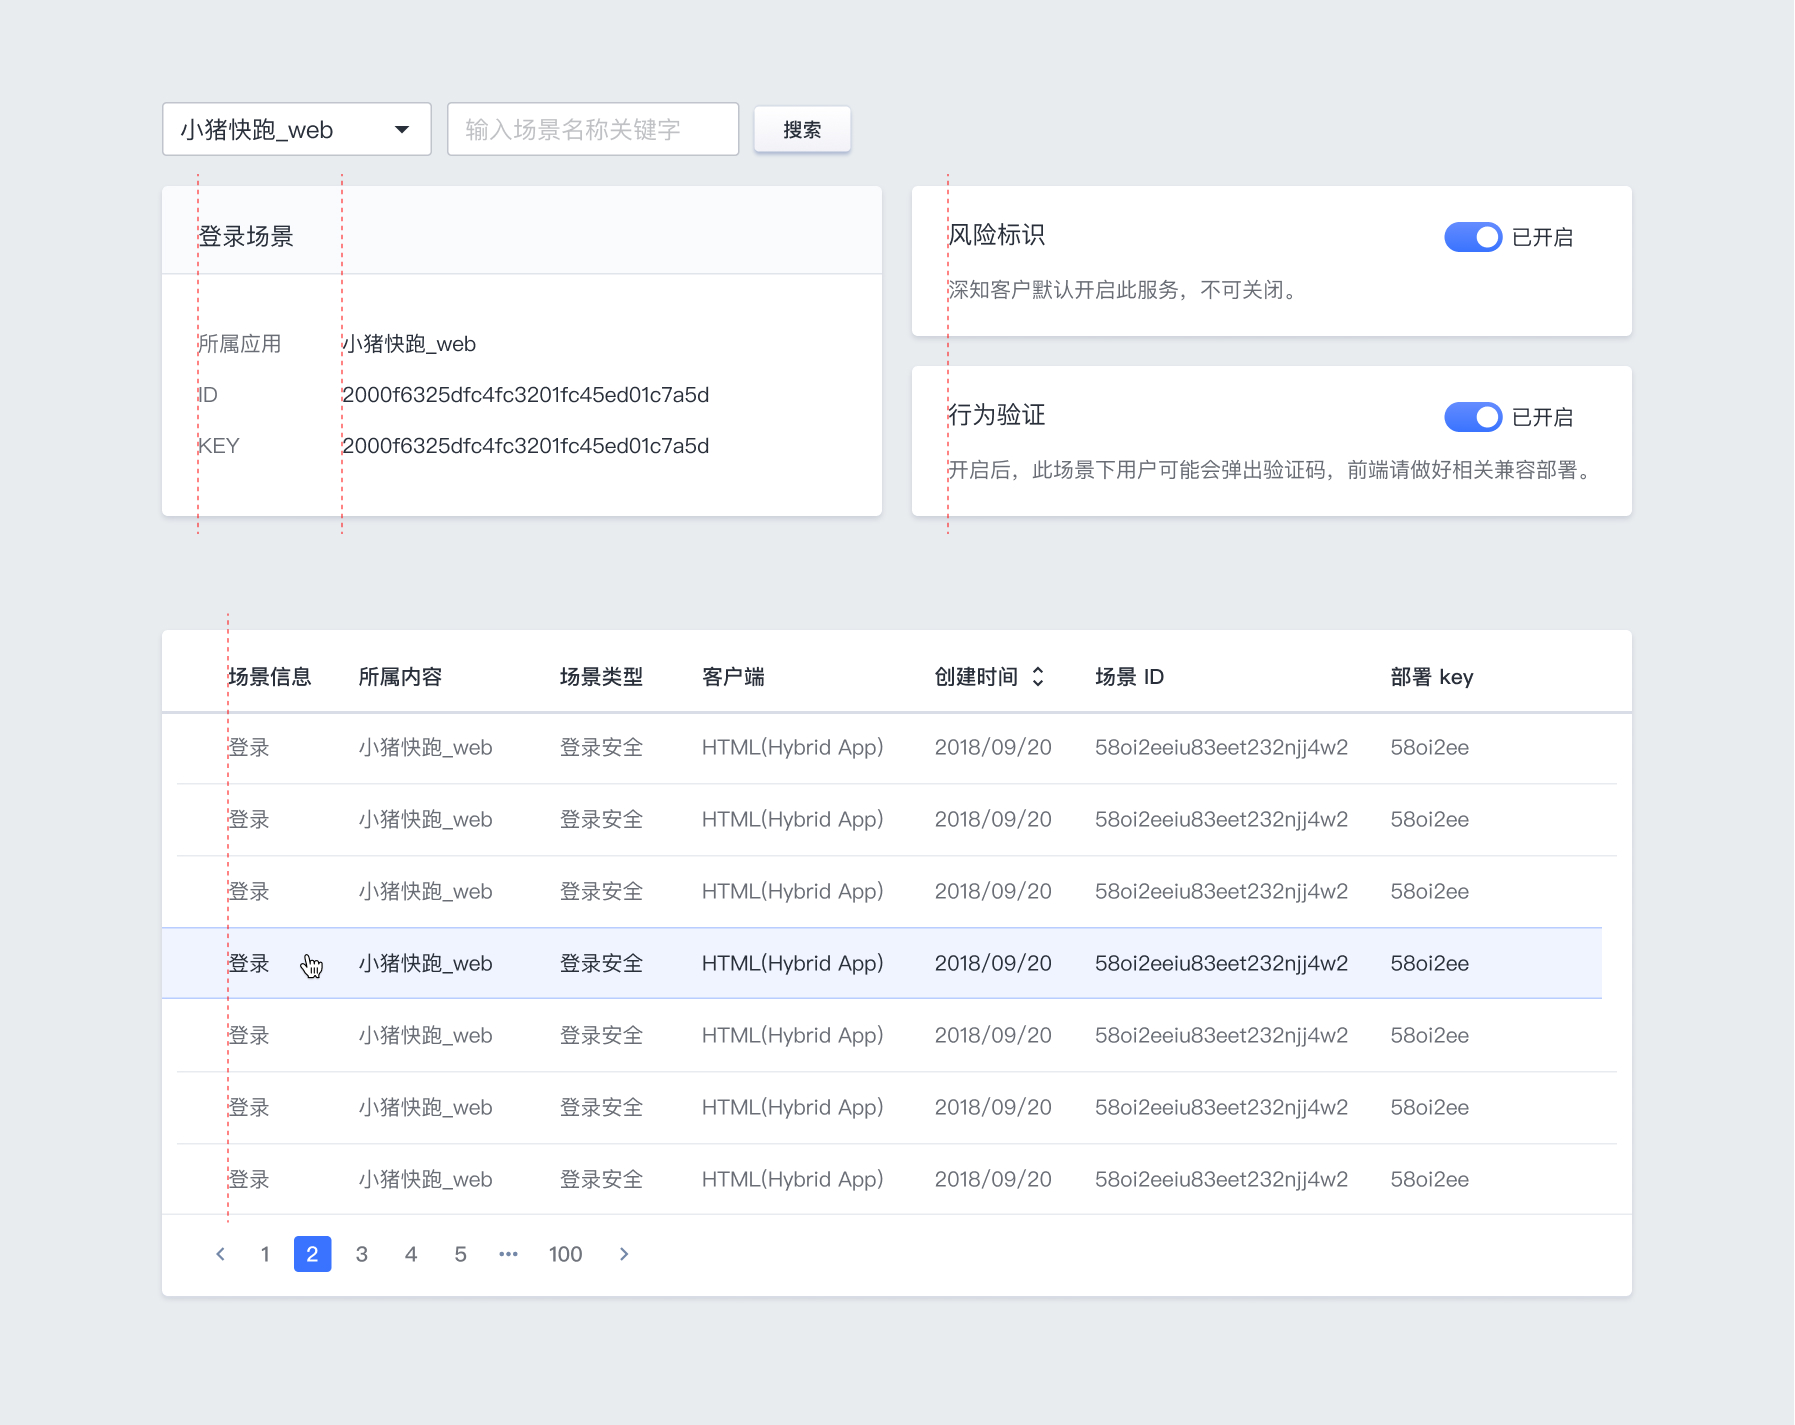 小猪快跑_web 输入场景名称关键字 搜索
登录场景
所属应用 小猪快跑_web
ID 2000f6325dfc4fc3201fc45ed01c7a5d
KEY 2000f6325dfc4fc3201fc45ed01c7a5d
风险标识 已开启
深知客户默认开启此服务，不可关闭。
行为验证 已开启
开启后，此场景下用户可能会弹出验证码，前端请做好相关兼容部署。
场景信息 所属内容 场景类型 客户端 创建时间 场景 ID 部署 key
登录 小猪快跑_web 登录安全 HTML(Hybrid App) 2018/09/20 58oi2eeiu83eet232njj4w2 58oi2ee
登录 小猪快跑_web 登录安全 HTML(Hybrid App) 2018/09/20 58oi2eeiu83eet232njj4w2 58oi2ee
登录 小猪快跑_web 登录安全 HTML(Hybrid App) 2018/09/20 58oi2eeiu83eet232njj4w2 58oi2ee
登录 小猪快跑_web 登录安全 HTML(Hybrid App) 2018/09/20 58oi2eeiu83eet232njj4w2 58oi2ee
登录 小猪快跑_web 登录安全 HTML(Hybrid App) 2018/09/20 58oi2eeiu83eet232njj4w2 58oi2ee
登录 小猪快跑_web 登录安全 HTML(Hybrid App) 2018/09/20 58oi2eeiu83eet232njj4w2 58oi2ee
登录 小猪快跑_web 登录安全 HTML(Hybrid App) 2018/09/20 58oi2eeiu83eet232njj4w2 58oi2ee
1 2 3 4 5 ••• 100